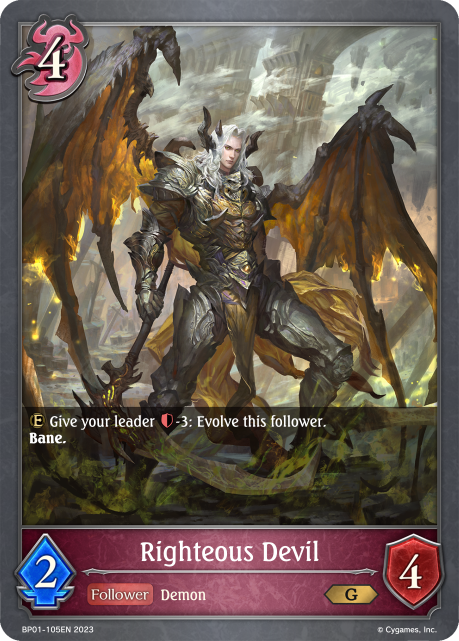 4
E Give your leader -3: Evolve this follower.
Bane.
Righteous Devil
2
Follower Demon
G
4
BP01-105EN 2023
© Cygames, Inc.